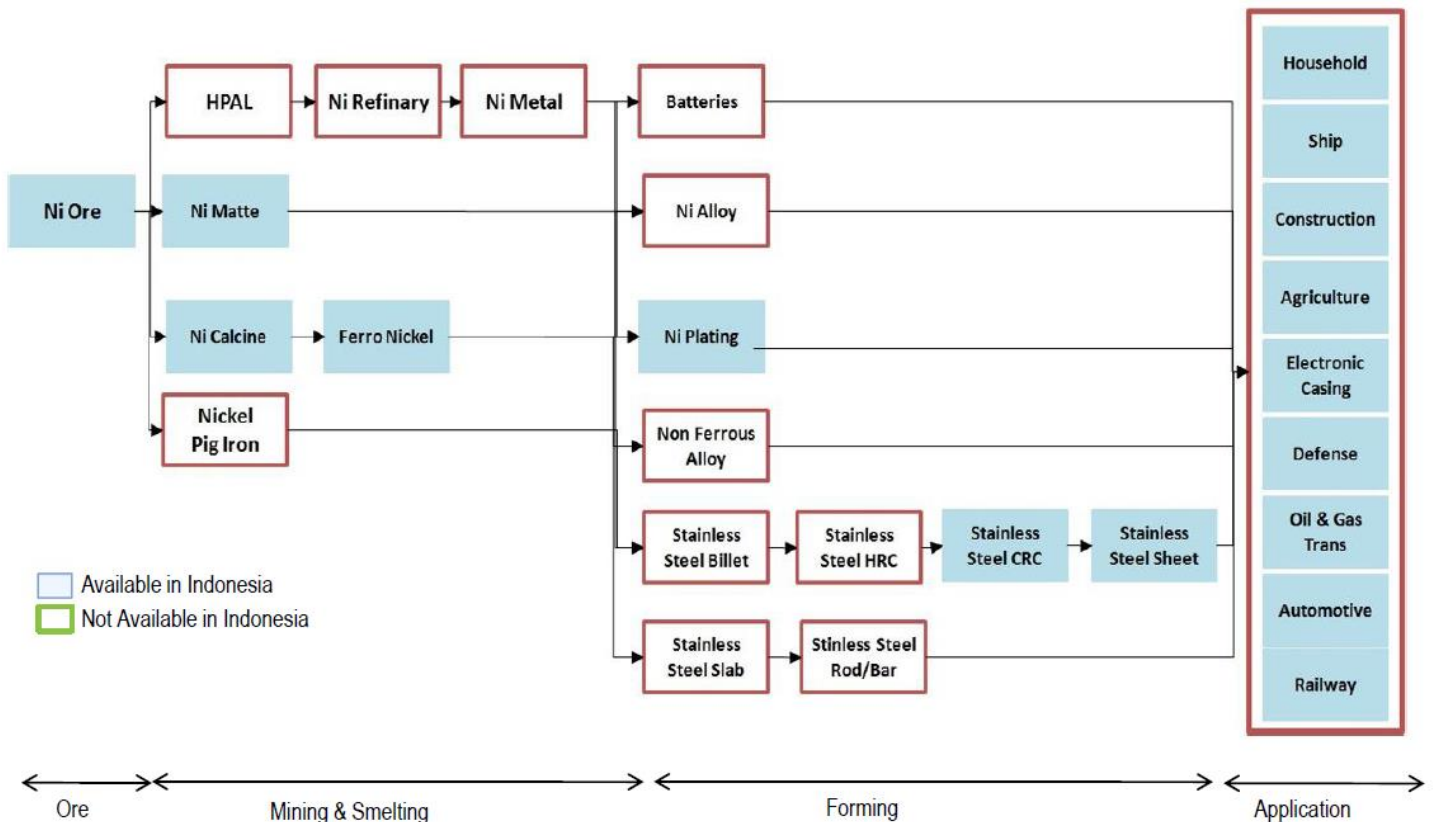 HPAL
Ni Refinary
Ni Metal
Batteries
Ni Ore
Ni Matte
Ni Alloy
Ni Calcine
Ferro Nickel
Ni Plating
Nickel
Pig Iron
Non Ferrous
Alloy
Stainless
Steel Billet
Stainless
Steel HRC
Stainless
Steel CRC
Stainless
Steel Sheet
Stainless
Steel Slab
Stinless Steel
Rod/Bar
Household
Ship
Construction
Agriculture
Electronic
Casing
Defense
Oil & Gas
Trans
Automotive
Railway
Available in Indonesia
Not Available in Indonesia
Ore
Mining & Smelting
Forming
Application